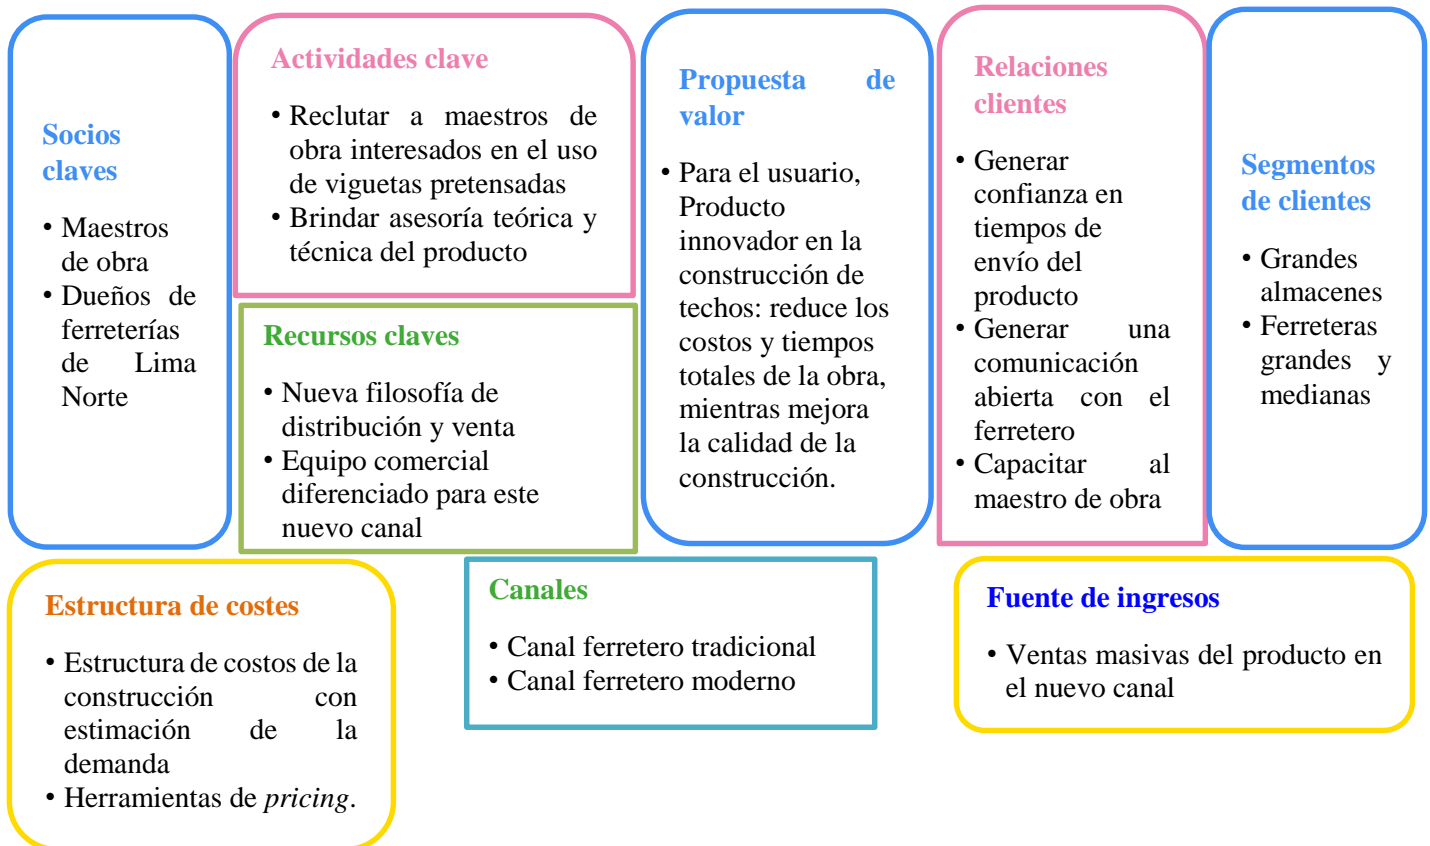 Socios
claves
• Maestros
de obra
• Dueños de
ferreterías
de Lima
Norte
Actividades clave
• Reclutar a maestros de
obra interesados en el uso
de viguetas pretensadas
• Brindar asesoría teórica y
técnica del producto
Recursos claves
• Nueva filosofía de
distribución y venta
• Equipo comercial
diferenciado para este
nuevo canal
Propuesta de
valor
• Para el usuario,
Producto
innovador en la
construcción de
techos: reduce los
costos y tiempos
totales de la obra,
mientras mejora
la calidad de la
construcción.
Relaciones
clientes
• Generar
confianza en
tiempos de
envío del
producto
• Generar una
comunicación
abierta con el
ferretero
• Capacitar al
maestro de obra
Segmentos
de clientes
• Grandes
almacenes
• Ferreteras
grandes y
medianas
Estructura de costes
• Estructura de costos de la
construcción con
estimación de la
demanda
• Herramientas de pricing.
Canales
• Canal ferretero tradicional
• Canal ferretero moderno
Fuente de ingresos
• Ventas masivas del producto en
el nuevo canal